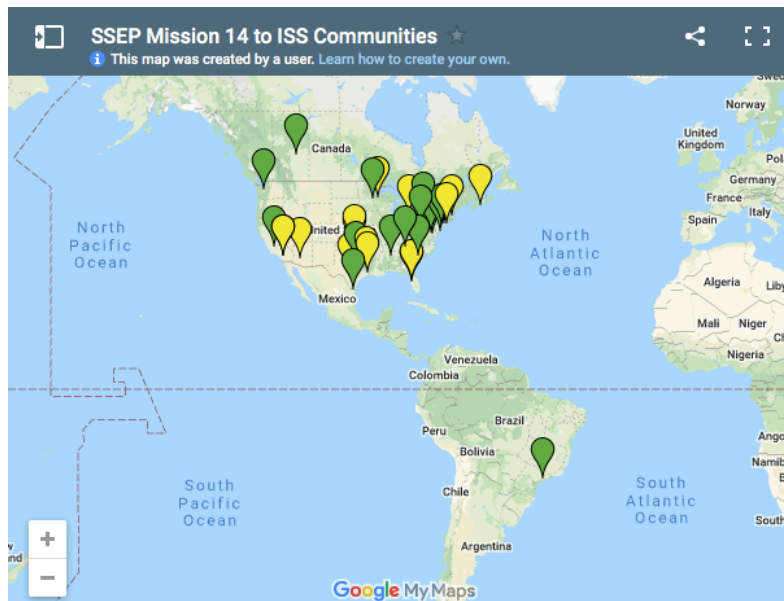 SSEP Mission 14 to ISS Communities
This map was created by a user. Learn how to create your own.
Norway
Canada
United
Kingdom
Germany
France
Spain
Italy
North
Pacific
Ocean
North
Atlantic
Ocean
Mexico
Algeria
Mali
Niger
Nigeria
Venezuela
Colombia
Brazil
Peru
Bolivia
Chile
South
Pacific
Ocean
South
Atlantic
Ocean
Argentina
+
−
Google My Maps